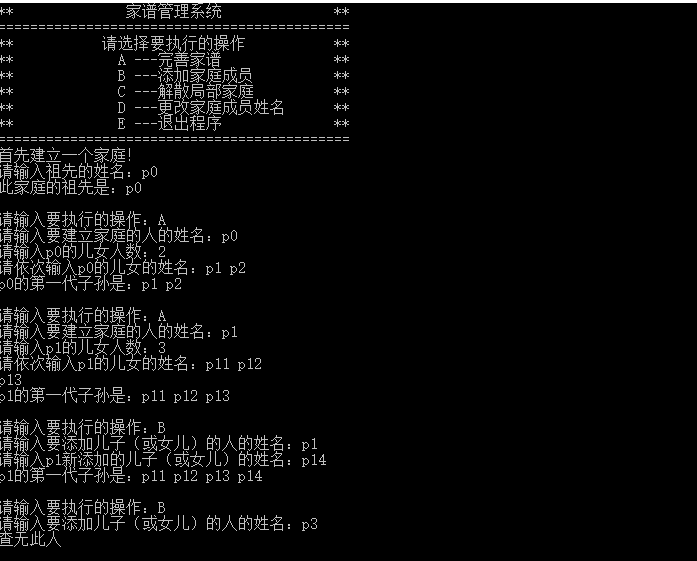 **            家谱管理系统            **
============================================
**          请选择要执行的操作          **
**            A ---完善家谱            **
**            B ---添加家庭成员            **
**            C ---解散局部家庭            **
**            D ---更改家庭成员姓名            **
**            E ---退出程序            **
============================================
首先建立一个家庭!
请输入祖先的姓名: p0
此家庭的祖先是: p0

请输入要执行的操作: A
请输入要建立家庭的人的姓名: p0
请输入p0的儿女人数: 2
请依次输入p0的儿女的姓名: p1 p2
p0的第一代子孙是: p1 p2

请输入要执行的操作: A
请输入要建立家庭的人的姓名: p1
请输入p1的儿女人数: 3
请依次输入p1的儿女的姓名: p11 p12
p13
p1的第一代子孙是: p11 p12 p13

请输入要执行的操作: B
请输入要添加儿子（或女儿）的人的姓名: p1
请输入p1新添加的儿子（或女儿）的姓名: p14
p1的第一代子孙是: p11 p12 p13 p14

请输入要执行的操作: B
请输入要添加儿子（或女儿）的人的姓名: p3
查无此人